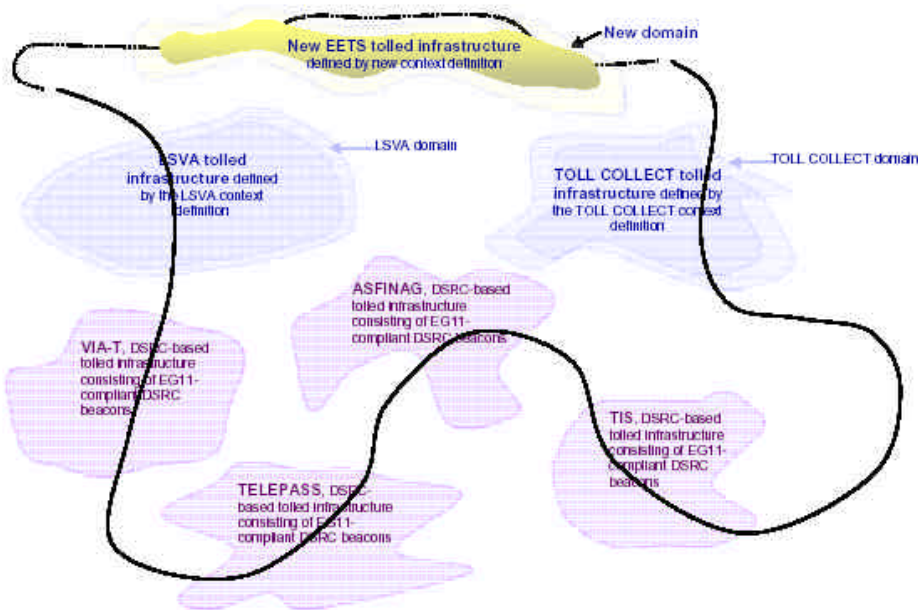 New EETS tolled infrastructure
defined by new context definition
New domain
LSVA tolled
infrastructure defined
by the LSVA context
definition
LSVA domain
TOLL COLLECT tolled
infrastructure defined by
the TOLL COLLECT context
definition
TOLL COLLECT domain
ASFINAG, DSRC-based
tolled infrastructure
consisting of EG11-
compliant DSRC beacons
VIA-T, DSRC-based
tolled infrastructure
consisting of EG11-
compliant DSRC
beacons
TIS, DSRC-based
tolled infrastructure
consisting of EG11-
compliant DSRC
beacons
TELEPASS, DSRC-
based tolled infrastructure
consisting of EG11-
compliant DSRC beacons